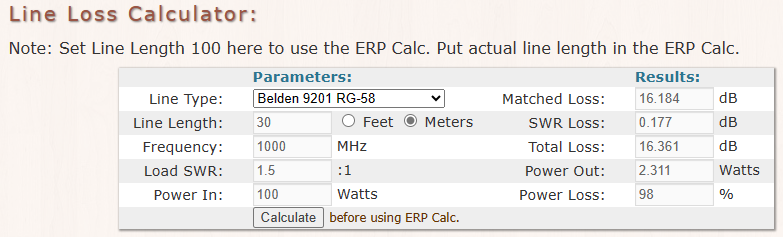 Line Loss Calculator:
Note: Set Line Length 100 here to use the ERP Calc. Put actual line length in the ERP Calc.
Parameters: Results:
Line Type: Belden 9201 RG-58 Matched Loss: 16.184 dB
Line Length: 30 Feet Meters SWR Loss: 0.177 dB
Frequency: 1000 MHz Total Loss: 16.361 dB
Load SWR: 1.5 :1 Power Out: 2.311 Watts
Power In: 100 Watts Power Loss: 98 %
Calculate before using ERP Calc.